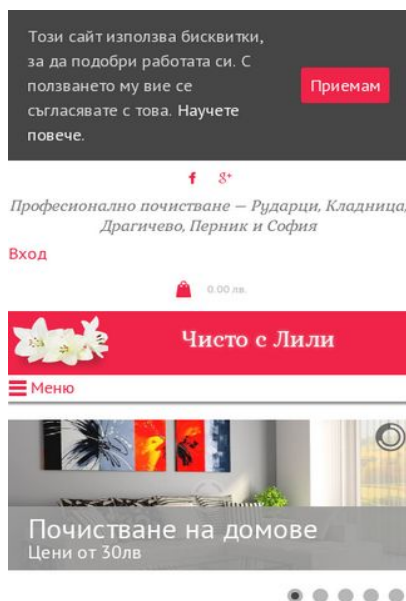 Този сайт използва бисквитки,
за да подобри работата си. С
ползването му вие се
съгласявате с това. Научете
повече.
Приемам
f g+
Професионално почистване — Рударци, Кладница,
Драгичево, Перник и София
Вход
0.00 лв.
Чисто с Лили
Меню
Почистване на домове
Цени от 30лв